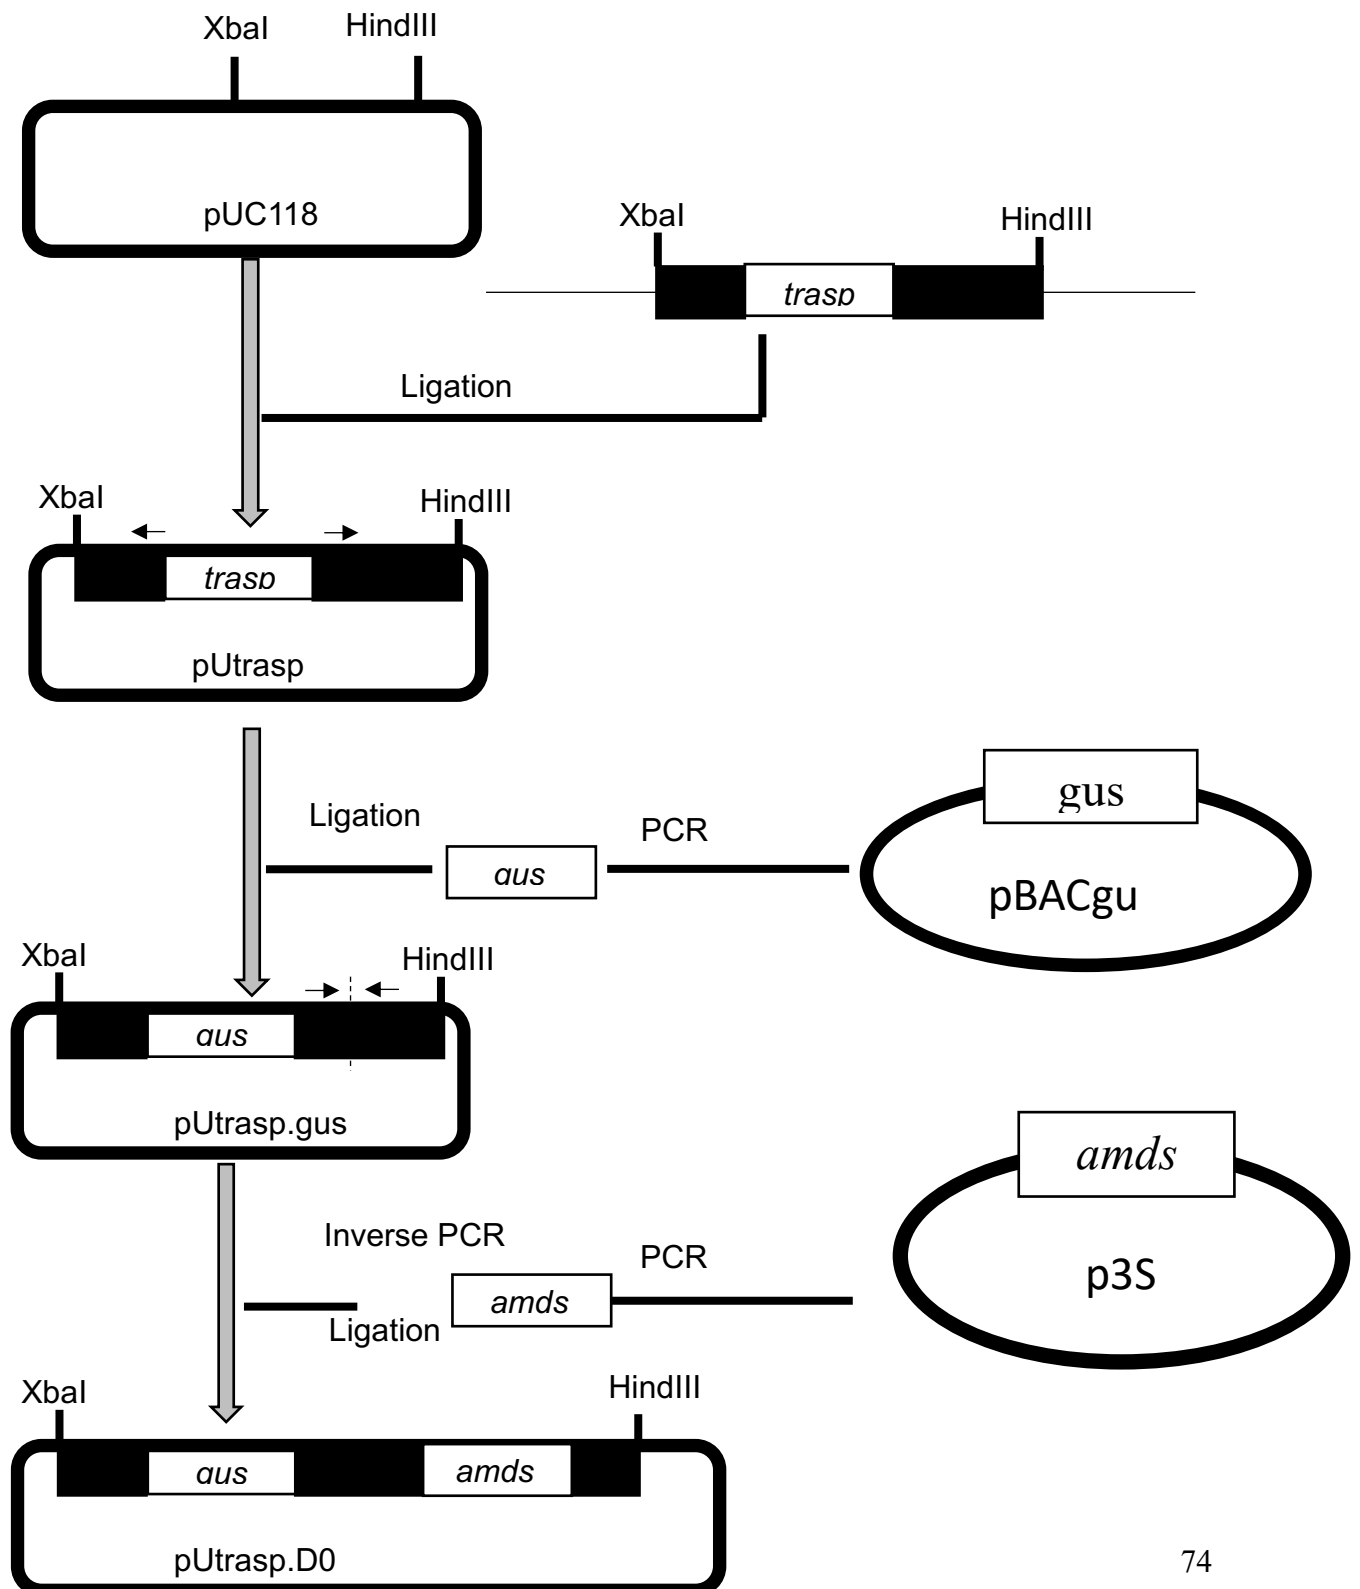 XbaI HindIII
pUC118
XbaI HindIII
trasp
Ligation
XbaI HindIII
trasp
pUtrasp
gus
Ligation PCR
gus
pBACgu
XbaI HindIII
gus
pUtrasp.gus
amds
Inverse PCR PCR
amds
p3S
Ligation
XbaI HindIII
gus amds
pUtrasp.D0
74